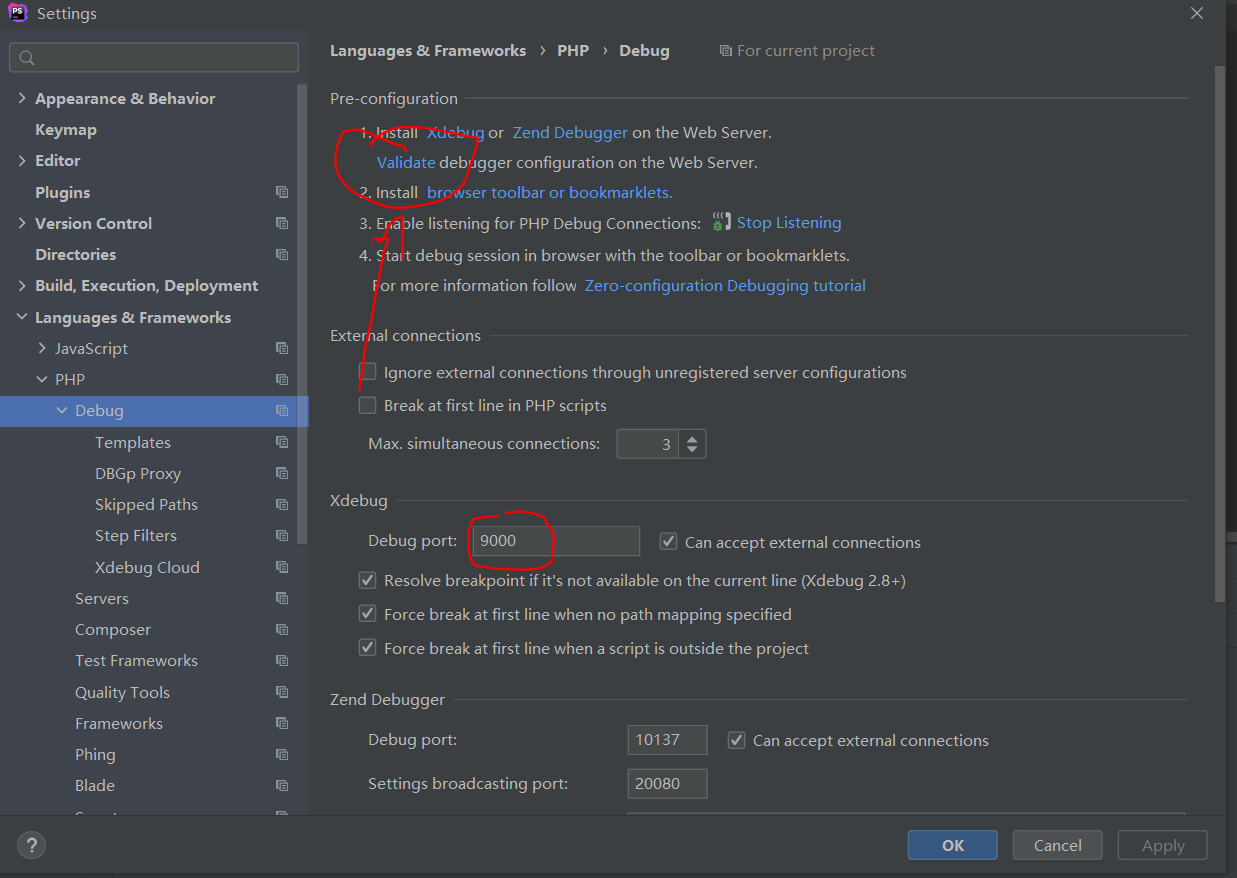 PS Settings
Languages & Frameworks › PHP › Debug For current project
Appearance & Behavior
Keymap
Editor
Plugins
Version Control
Directories
Build, Execution, Deployment
Languages & Frameworks
JavaScript
PHP
Debug
Templates
DBGp Proxy
Skipped Paths
Step Filters
Xdebug Cloud
Servers
Composer
Test Frameworks
Quality Tools
Frameworks
Phing
Blade
Pre-configuration
1. Install Xdebug or Zend Debugger on the Web Server.
Validate debugger configuration on the Web Server.
2. Install browser toolbar or bookmarklets.
3. Enable listening for PHP Debug Connections: Stop Listening
4. Start debug session in browser with the toolbar or bookmarklets.
For more information follow Zero-configuration Debugging tutorial
External connections
Ignore external connections through unregistered server configurations
Break at first line in PHP scripts
Max. simultaneous connections: 3
Xdebug
Debug port: 9000 Can accept external connections
Resolve breakpoint if it's not available on the current line (Xdebug 2.8+)
Force break at first line when no path mapping specified
Force break at first line when a script is outside the project
Zend Debugger
Debug port: 10137 Can accept external connections
Settings broadcasting port: 20080
? OK Cancel Apply